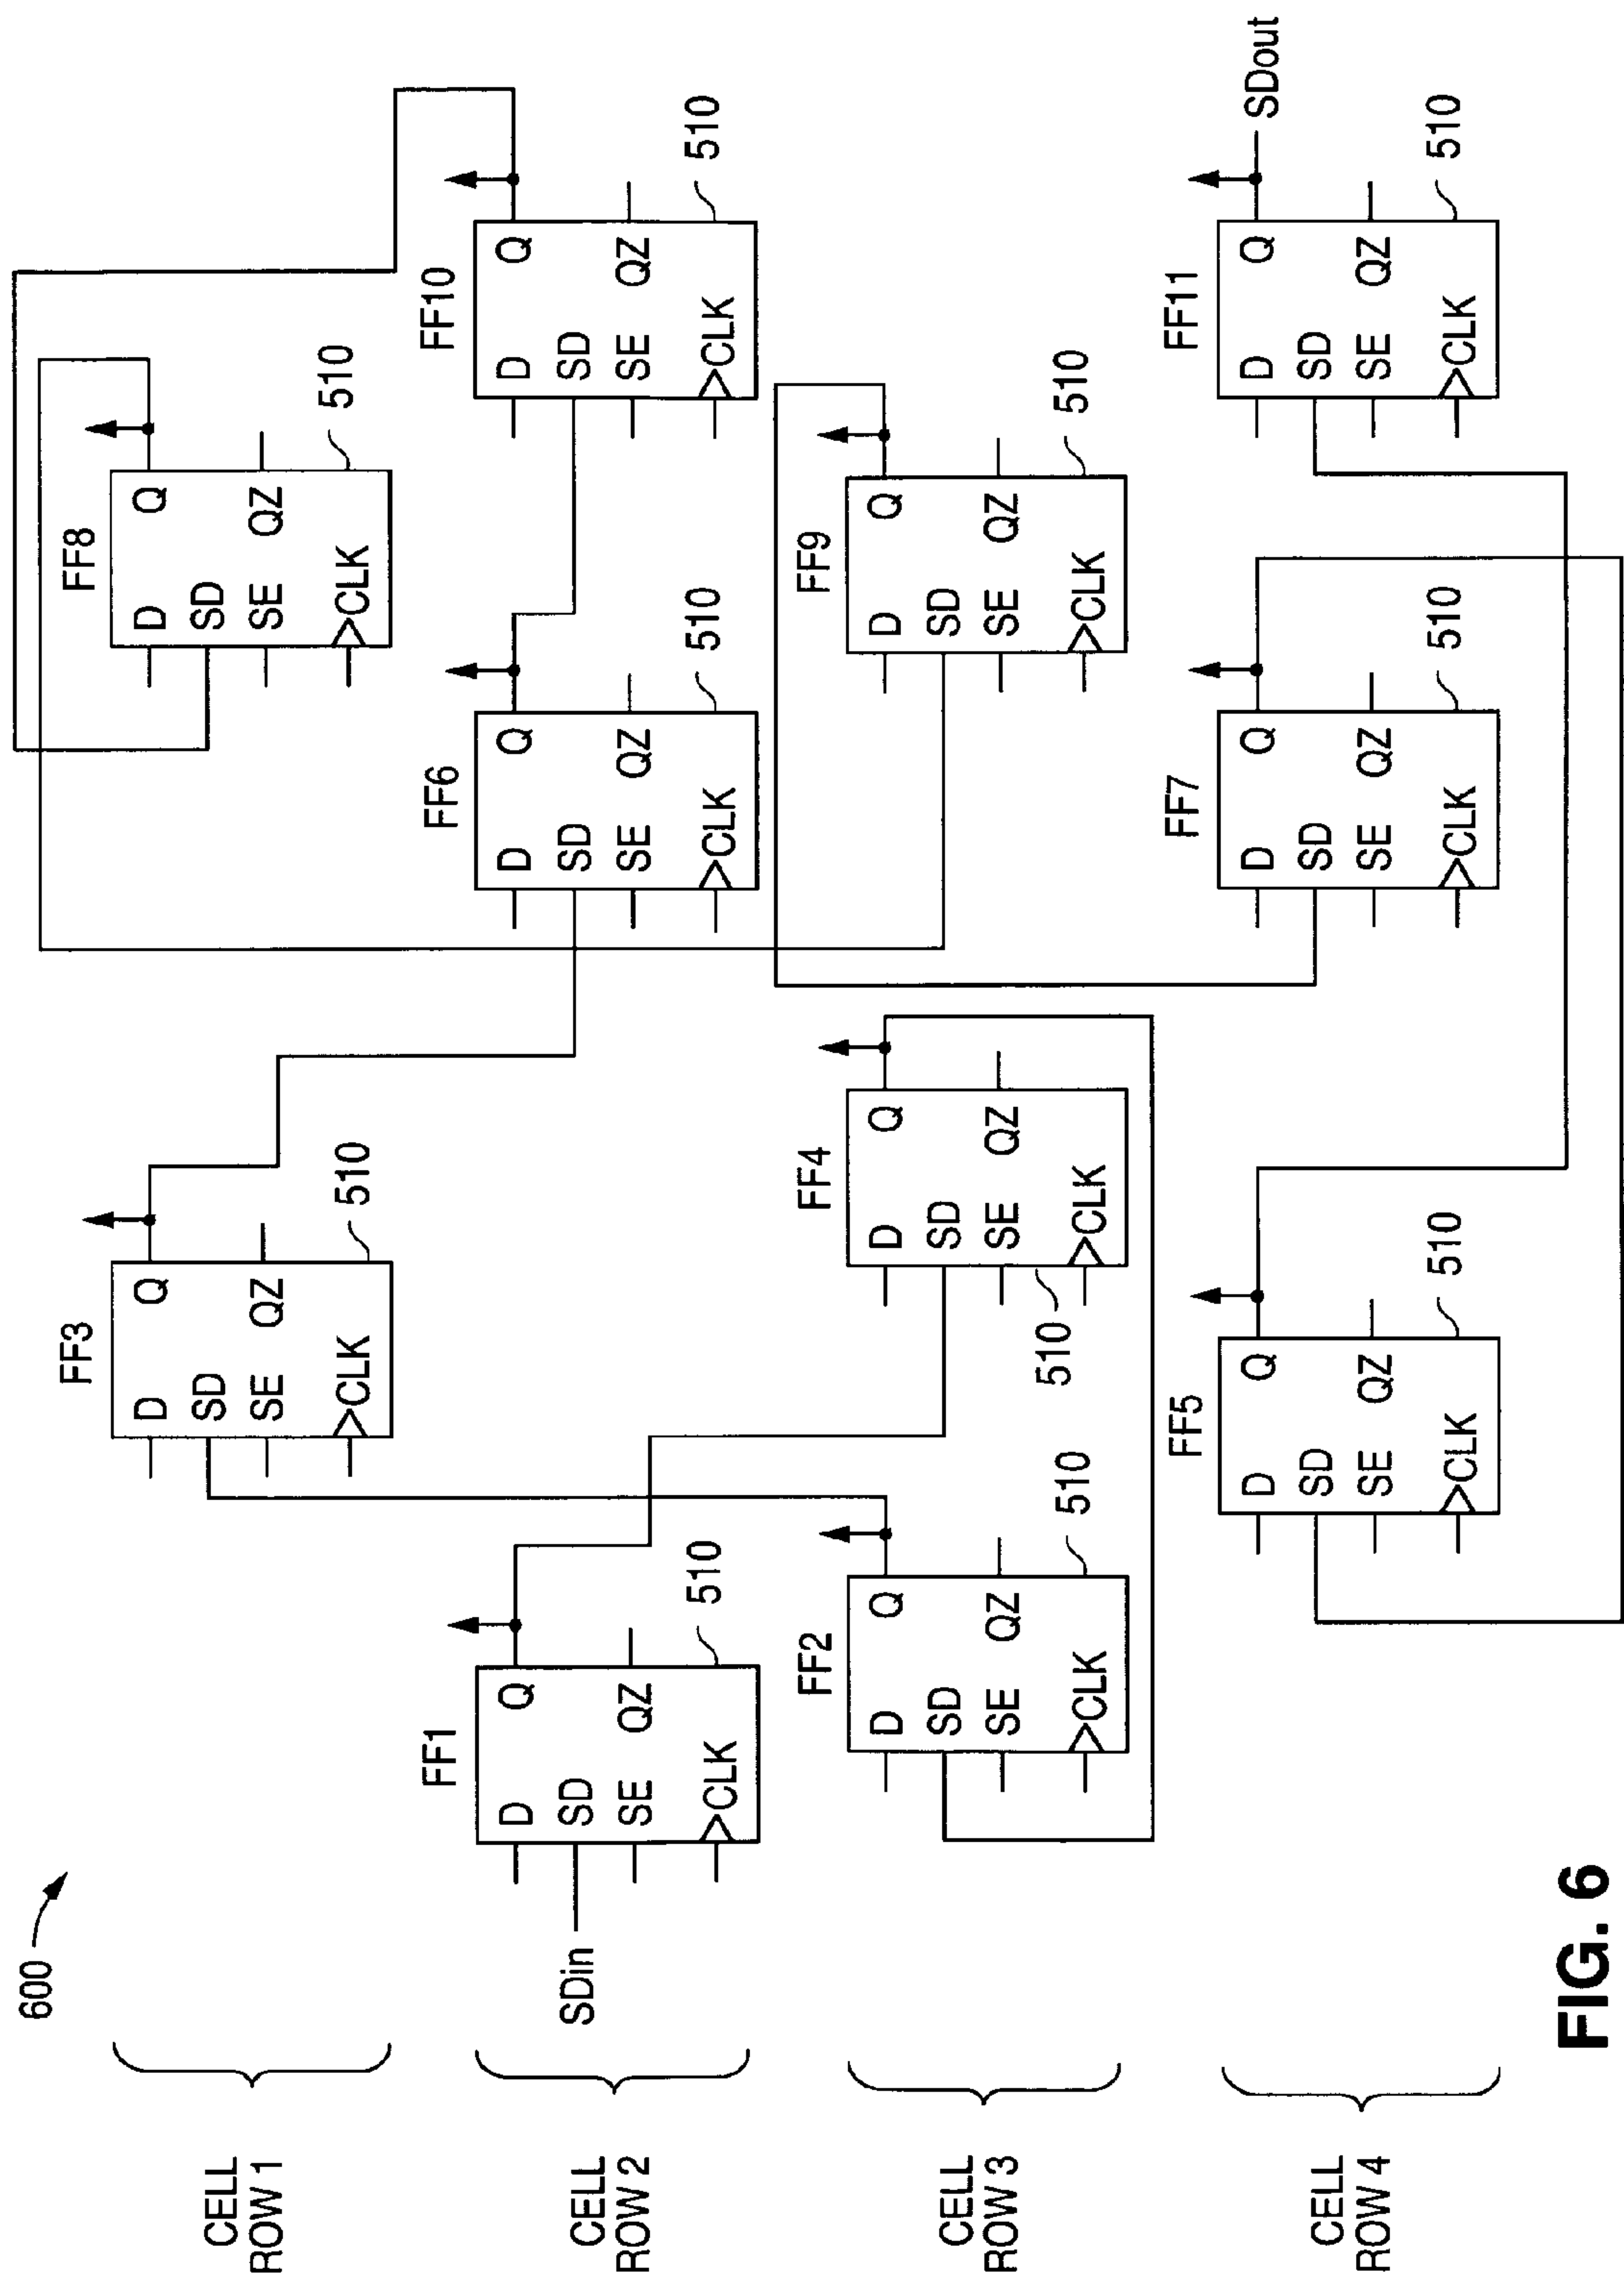 600
CELL
ROW 1
FF3
D
Q
SD
SE
QZ
CLK
510
FF8
D
Q
SD
SE
QZ
CLK
510
CELL
ROW 2
SDin
FF1
D
Q
SD
SE
QZ
CLK
510
FF6
D
Q
SD
SE
QZ
CLK
510
FF10
D
Q
SD
SE
QZ
CLK
510
CELL
ROW 3
FF2
D
Q
SD
SE
QZ
CLK
510
FF4
D
Q
SD
SE
QZ
CLK
510
FF9
D
Q
SD
SE
QZ
CLK
510
CELL
ROW 4
FF5
D
Q
SD
SE
QZ
CLK
510
FF7
D
Q
SD
SE
QZ
CLK
510
FF11
D
Q
SD
SE
QZ
CLK
510
SDout
FIG. 6